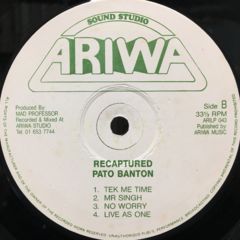 SOUND STUDIO
ARIWA
Produced By
MAD PROFESSOR
Recorded & Mixed At
ARIWA STUDIO
Tel. 01 653 7744
Side B
33⅓ RPM
ARILP 043
Published by
ARIWA MUSIC
RECAPTURED
PATO BANTON
1. TEK ME TIME
2. MR SINGH
3. NO WORRY
4. LIVE AS ONE